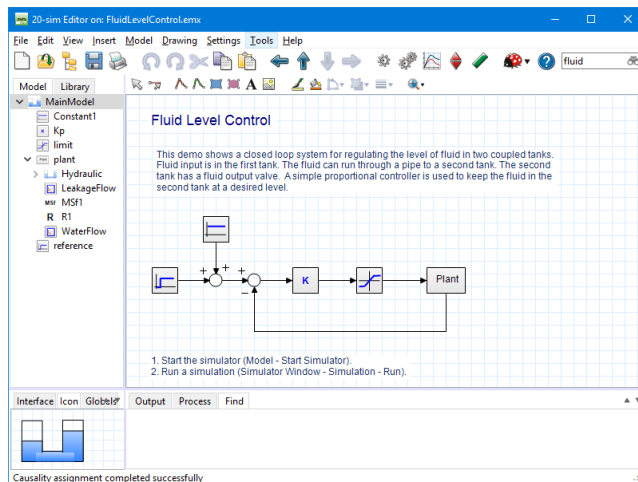 20-sim Editor on: FluidLevelControl.emx
File Edit View Insert Model Drawing Settings Tools Help
fluid
Model Library
A
MainModel
Constant1
K Kp
limit
plant
Hydraulic
LeakageFlow
MSf MSf1
R R1
WaterFlow
reference
Fluid Level Control
This demo shows a closed loop system for regulating the level of fluid in two coupled tanks.
Fluid input is in the first tank. The fluid can run through a pipe to a second tank. The second
tank has a fluid output valve. A simple proportional controller is used to keep the fluid in the
second tank at a desired level.
+ + +
K
Plant
−
1. Start the simulator (Model - Start Simulator).
2. Run a simulation (Simulator Window - Simulation - Run).
Interface Icon Globals
Output Process Find
Causality assignment completed successfully